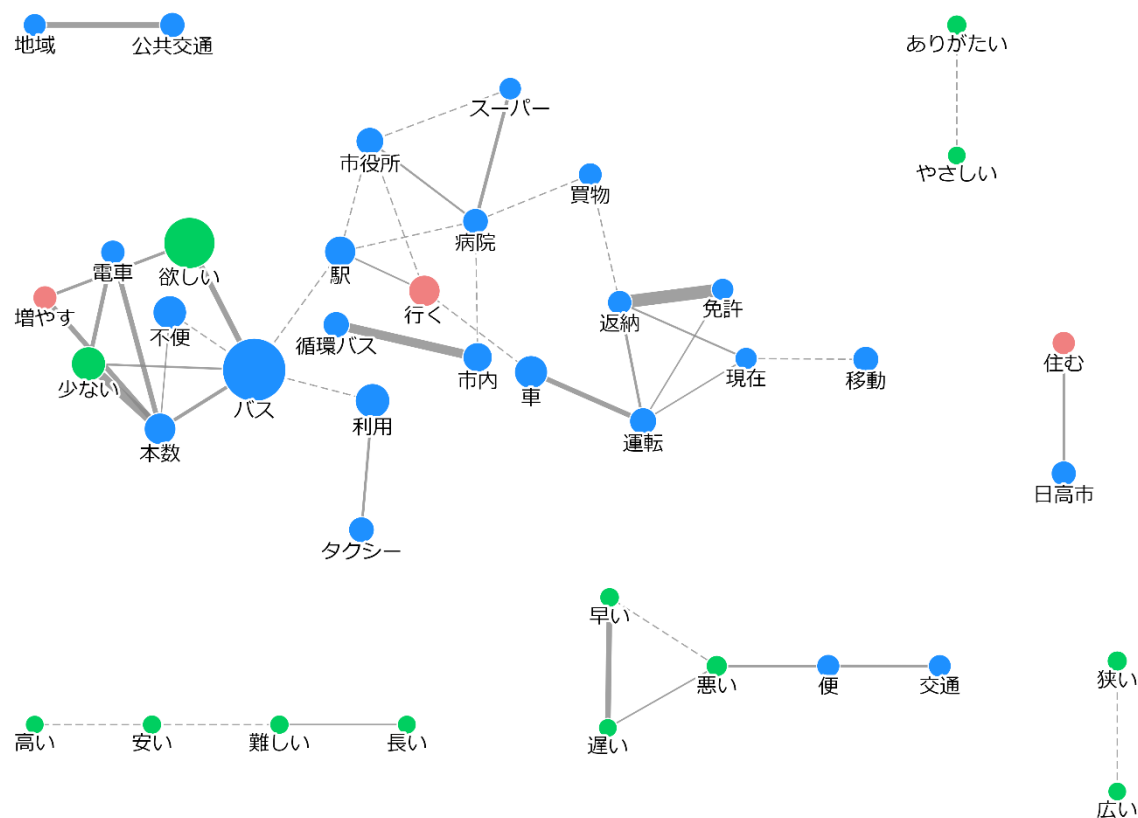 地域
公共交通
ありがたい
スーパー
市役所
やさしい
買物
病院
電車
欲しい
駅
増やす
行く
免許
返納
不便
循環バス
住む
市内
現在
移動
少ない
車
バス
利用
運転
本数
日高市
タクシー
早い
悪い
便
交通
狭い
高い
安い
難しい
長い
遅い
広い